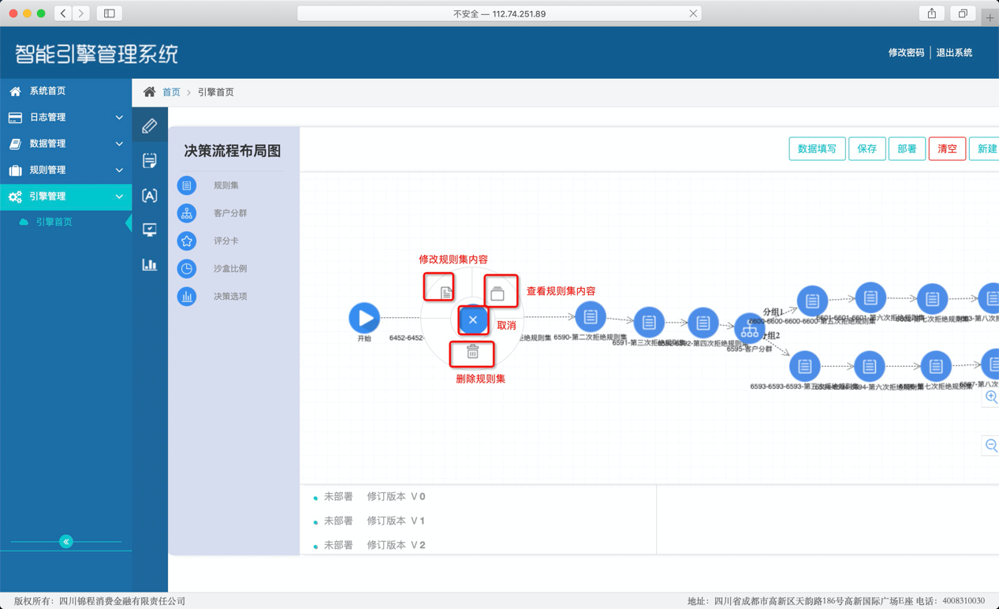 不安全 — 112.74.251.89
智能引擎管理系统
修改密码 | 退出系统
系统首页
日志管理
数据管理
规则管理
引擎管理
引擎首页
首页 > 引擎首页
决策流程布局图
规则集
客户分群
评分卡
沙盒比例
决策选项
数据填写
保存
部署
清空
新建
修改规则集内容
查看规则集内容
取消
删除规则集
开始
6452-6452-
绝规则集
6590-第二次拒绝规则集
6591-第三次拒绝规则集
6592-第四次拒绝规则集
6595-客户分群
分组1
分组2
6600-6600-6600-6600-第五次拒绝规则集
6601-6601-6601-第六次拒绝规则集
第七次拒绝规则集
第八次拒
6593-6593-6593-第五次拒绝规则集
6594-第六次拒绝规则集
第七次拒绝规则集
第八次
未部署 修订版本 V 0
未部署 修订版本 V 1
未部署 修订版本 V 2
版权所有：四川锦程消费金融有限责任公司
地址：四川省成都市高新区天韵路186号高新国际广场E座 电话：4008310030